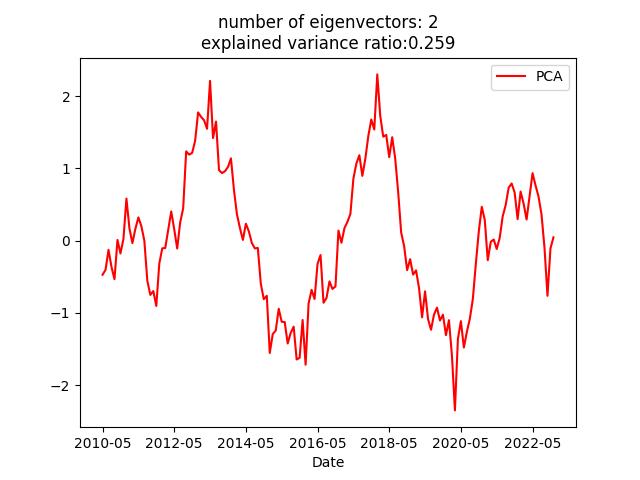 number of eigenvectors: 2
explained variance ratio:0.259
PCA
2
1
0
−1
−2
2010-05 2012-05 2014-05 2016-05 2018-05 2020-05 2022-05
Date